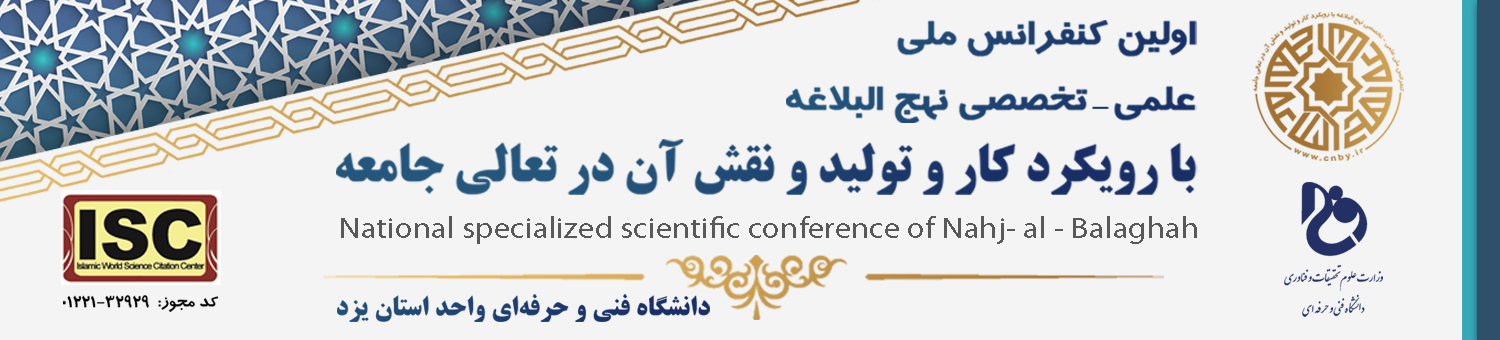 اولین کنفرانس ملی
علمی - تخصصی نهج البلاغه
با رویکرد کار و تولید و نقش آن در تعالی جامعه
National specialized scientific conference of Nahj- al - Balaghah
دانشگاه فنی و حرفه‌ای واحد استان یزد
www.cnby.ir
وزارت علوم تحقیقات و فناوری
دانشگاه فنی و حرفه ای
ISC
Islamic World Science Citation Center
کد مجوز: ۳۲۹۲۹-۰۱۲۲۱